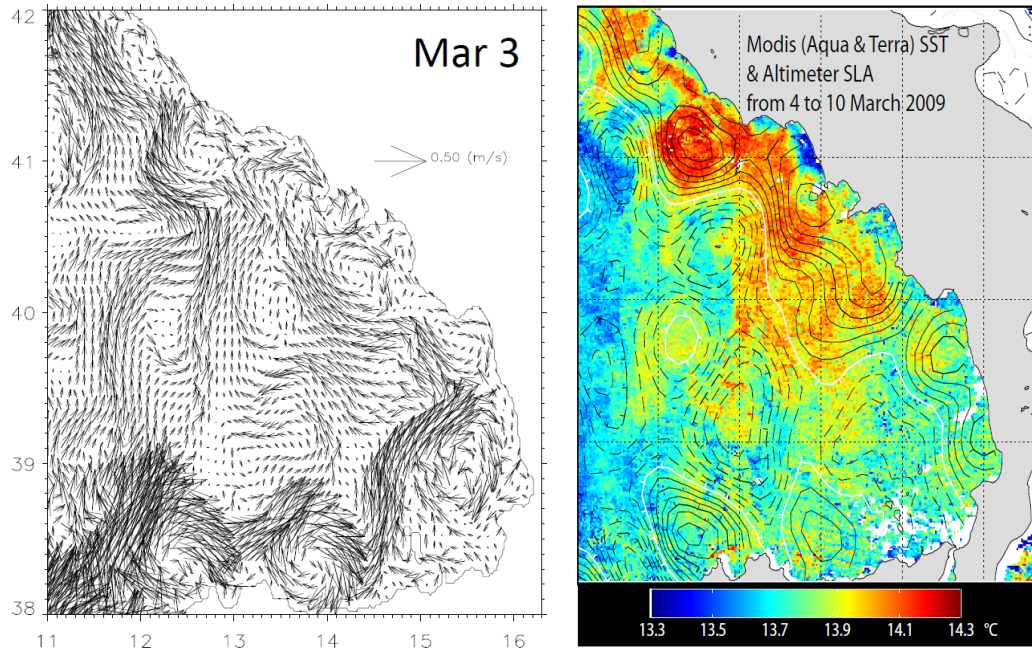 42
41
40
39
38
11 12 13 14 15 16
Mar 3
0.50 (m/s)
Modis (Aqua & Terra) SST
& Altimeter SLA
from 4 to 10 March 2009
13.3 13.5 13.7 13.9 14.1 14.3 °C